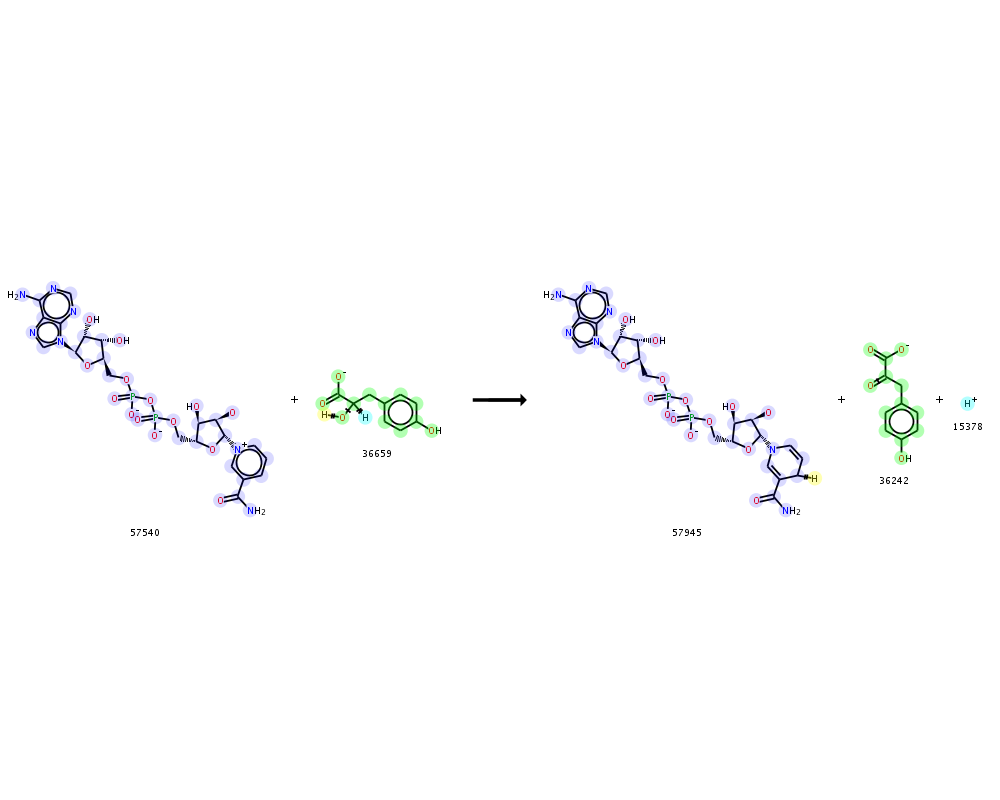 H₂N N N N N OH OH O O P O O⁻ O P O O⁻ O HO O O N⁺ O NH₂
57540
+
O⁻ O H O H OH
36659
H₂N N N N N OH OH O O P O O⁻ O P O O⁻ O HO O O N H O NH₂
57945
+
O O⁻ O OH
36242
+
H⁺
15378